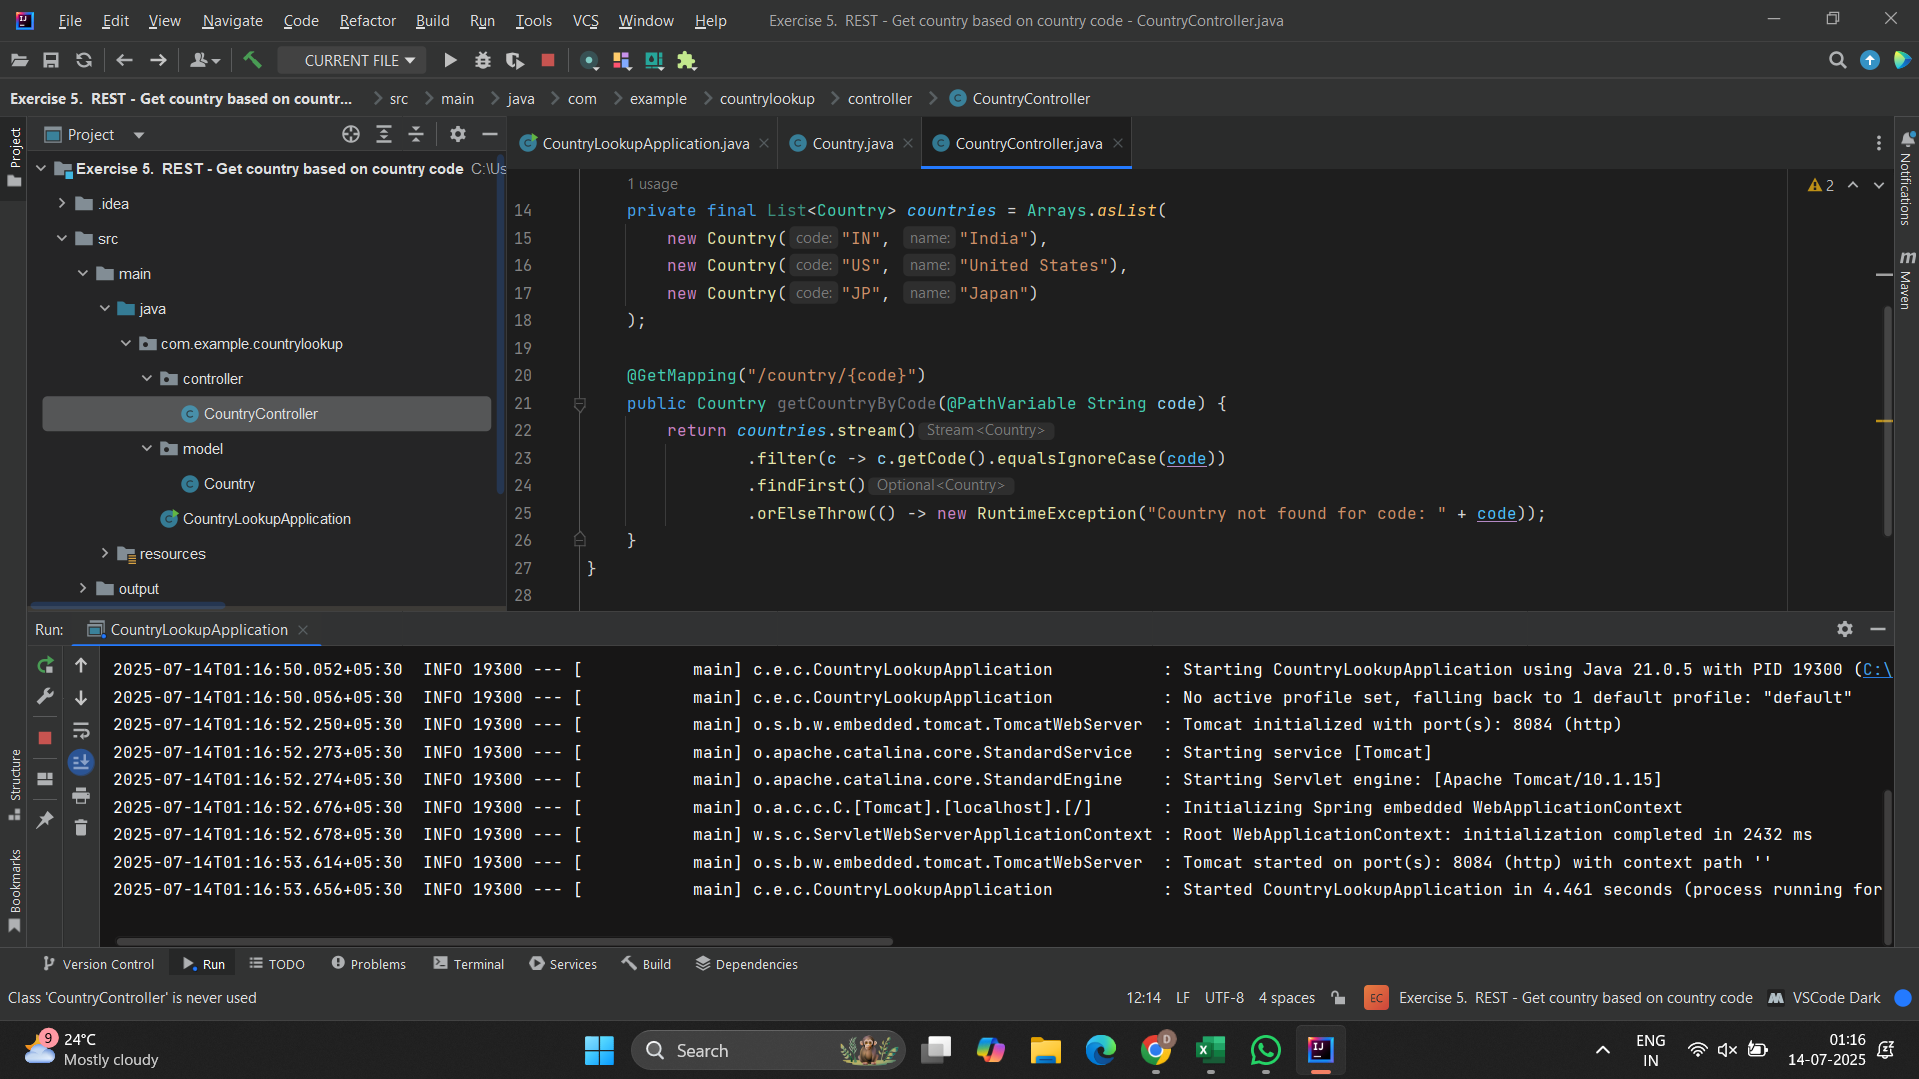 File Edit View Navigate Code Refactor Build Run Tools VCS Window Help Exercise 5.  REST - Get country based on country code - CountryController.java
CURRENT FILE
Exercise 5.  REST - Get country based on countr... src main java com example countrylookup controller CountryController
Project
Project
Exercise 5.  REST - Get country based on country code C:\Us
.idea
src
main
java
com.example.countrylookup
controller
CountryController
model
Country
CountryLookupApplication
resources
output
CountryLookupApplication.java Country.java CountryController.java
1 usage
2
14 private final List<Country> countries = Arrays.asList(
15 new Country( code: "IN", name: "India"),
16 new Country( code: "US", name: "United States"),
17 new Country( code: "JP", name: "Japan")
18 );
19
20 @GetMapping("/country/{code}")
21 public Country getCountryByCode(@PathVariable String code) {
22 return countries.stream() Stream<Country>
23 .filter(c -> c.getCode().equalsIgnoreCase(code))
24 .findFirst() Optional<Country>
25 .orElseThrow(() -> new RuntimeException("Country not found for code: " + code));
26 }
27 }
28
Notifications
m Maven
Run: CountryLookupApplication
2025-07-14T01:16:50.052+05:30  INFO 19300 --- [           main] c.e.c.CountryLookupApplication           : Starting CountryLookupApplication using Java 21.0.5 with PID 19300 (C:\
2025-07-14T01:16:50.056+05:30  INFO 19300 --- [           main] c.e.c.CountryLookupApplication           : No active profile set, falling back to 1 default profile: "default"
2025-07-14T01:16:52.250+05:30  INFO 19300 --- [           main] o.s.b.w.embedded.tomcat.TomcatWebServer  : Tomcat initialized with port(s): 8084 (http)
2025-07-14T01:16:52.273+05:30  INFO 19300 --- [           main] o.apache.catalina.core.StandardService   : Starting service [Tomcat]
2025-07-14T01:16:52.274+05:30  INFO 19300 --- [           main] o.apache.catalina.core.StandardEngine    : Starting Servlet engine: [Apache Tomcat/10.1.15]
2025-07-14T01:16:52.676+05:30  INFO 19300 --- [           main] o.a.c.c.C.[Tomcat].[localhost].[/]       : Initializing Spring embedded WebApplicationContext
2025-07-14T01:16:52.678+05:30  INFO 19300 --- [           main] w.s.c.ServletWebServerApplicationContext : Root WebApplicationContext: initialization completed in 2432 ms
2025-07-14T01:16:53.614+05:30  INFO 19300 --- [           main] o.s.b.w.embedded.tomcat.TomcatWebServer  : Tomcat started on port(s): 8084 (http) with context path ''
2025-07-14T01:16:53.656+05:30  INFO 19300 --- [           main] c.e.c.CountryLookupApplication           : Started CountryLookupApplication in 4.461 seconds (process running for
Structure
Bookmarks
Version Control Run TODO Problems Terminal Services Build Dependencies
Class 'CountryController' is never used 12:14 LF UTF-8 4 spaces EC Exercise 5.  REST - Get country based on country code VSCode Dark
9 24°C
Mostly cloudy
Search
D
ENG
IN
01:16
14-07-2025